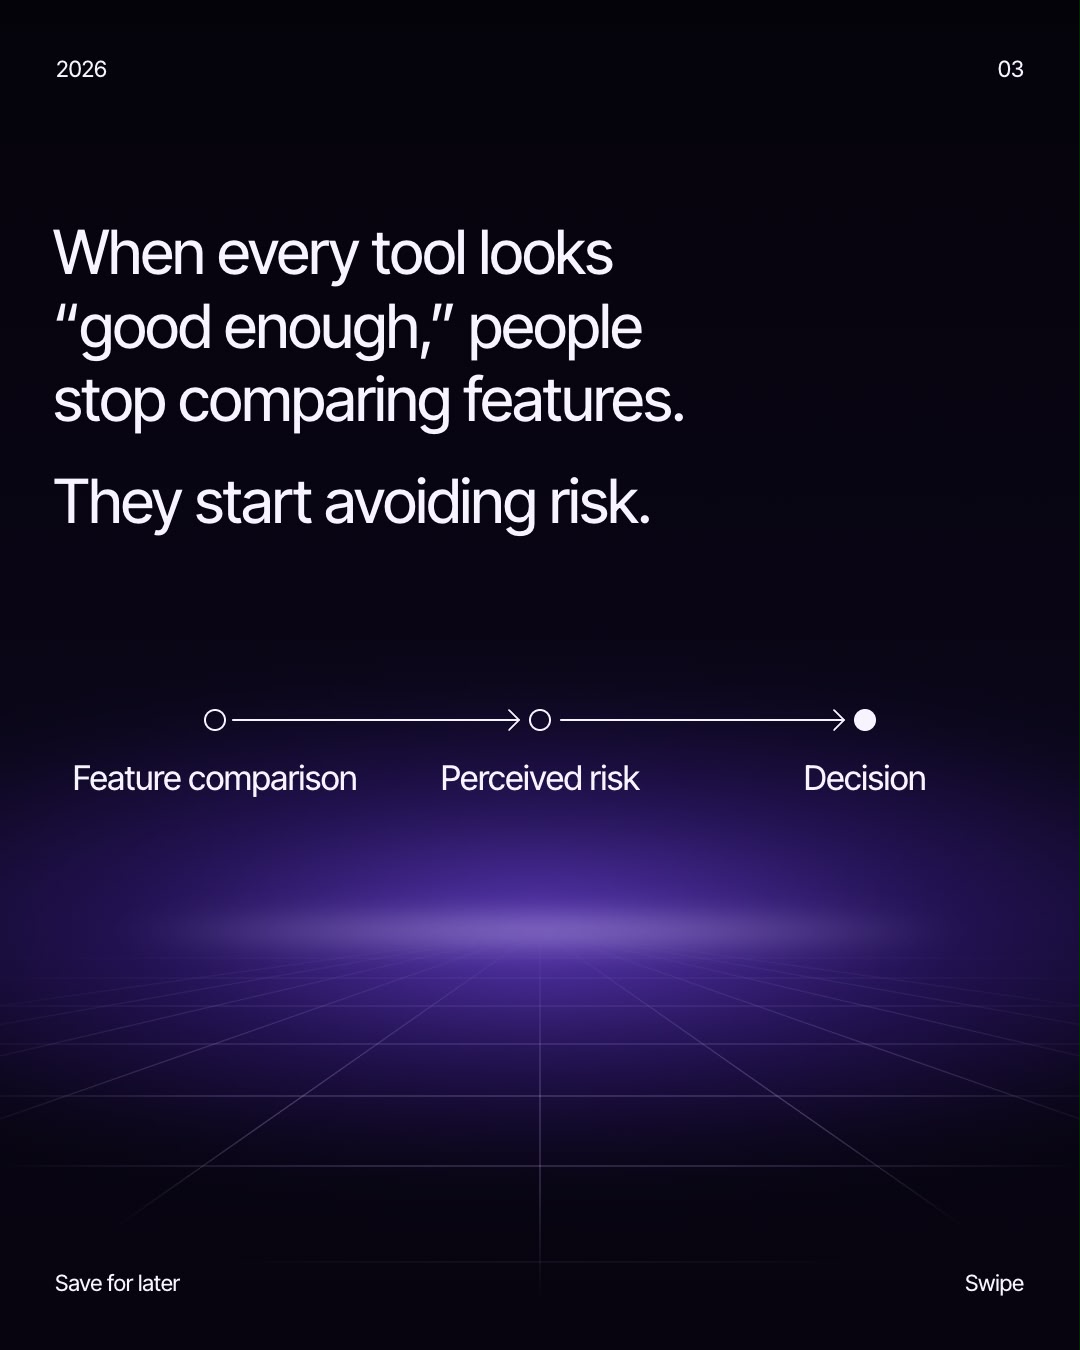 2026
03
When every tool looks
“good enough,” people
stop comparing features.
They start avoiding risk.
Feature comparison
Perceived risk
Decision
Save for later
Swipe